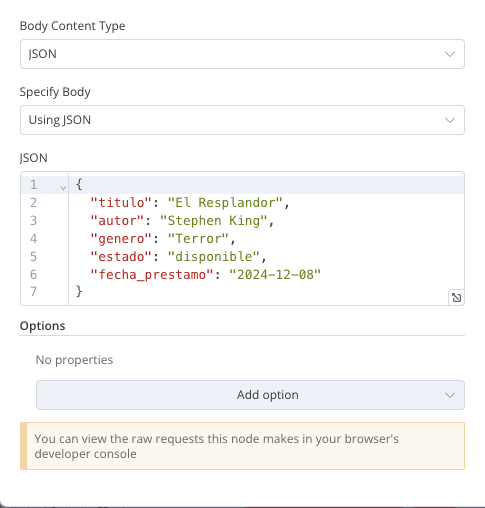 Body Content Type
JSON
Specify Body
Using JSON
JSON
1 {
2 "titulo": "El Resplandor",
3 "autor": "Stephen King",
4 "genero": "Terror",
5 "estado": "disponible",
6 "fecha_prestamo": "2024-12-08"
7 }
Options
No properties
Add option
You can view the raw requests this node makes in your browser's
developer console